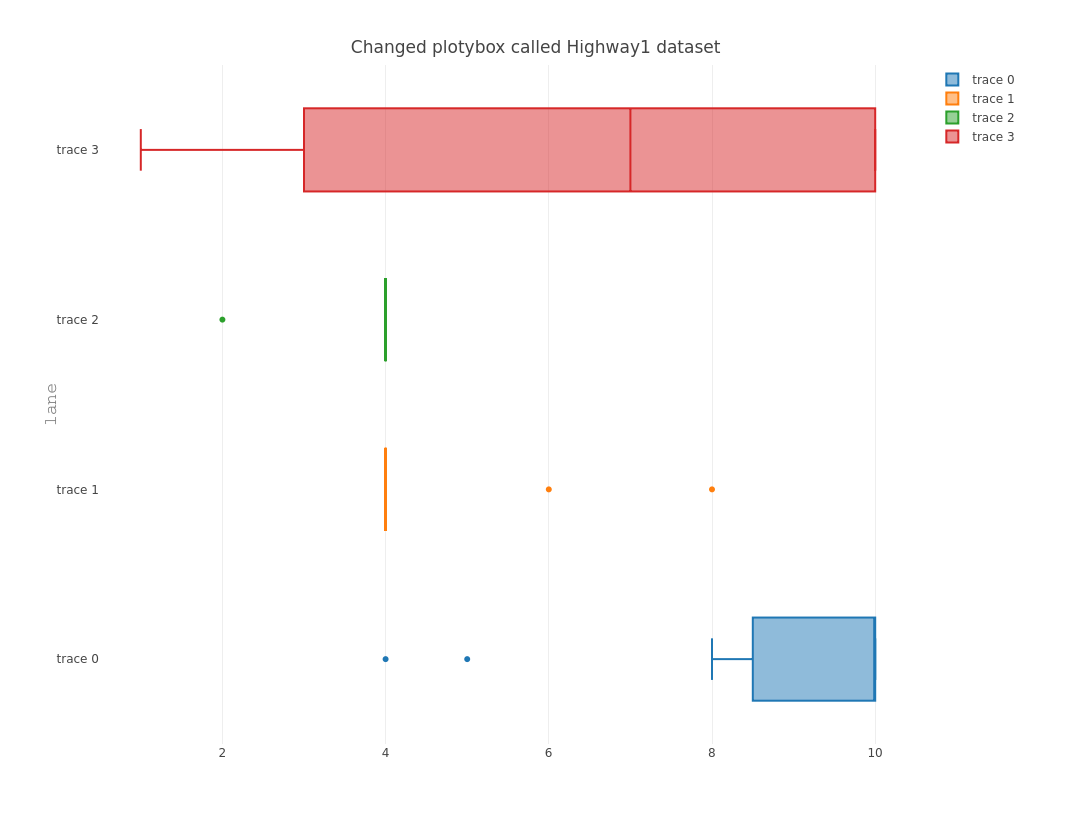 Changed plotybox called Highway1 dataset
trace 0
trace 1
trace 2
trace 3
trace 3
trace 2
trace 1
trace 0
lane
2
4
6
8
10